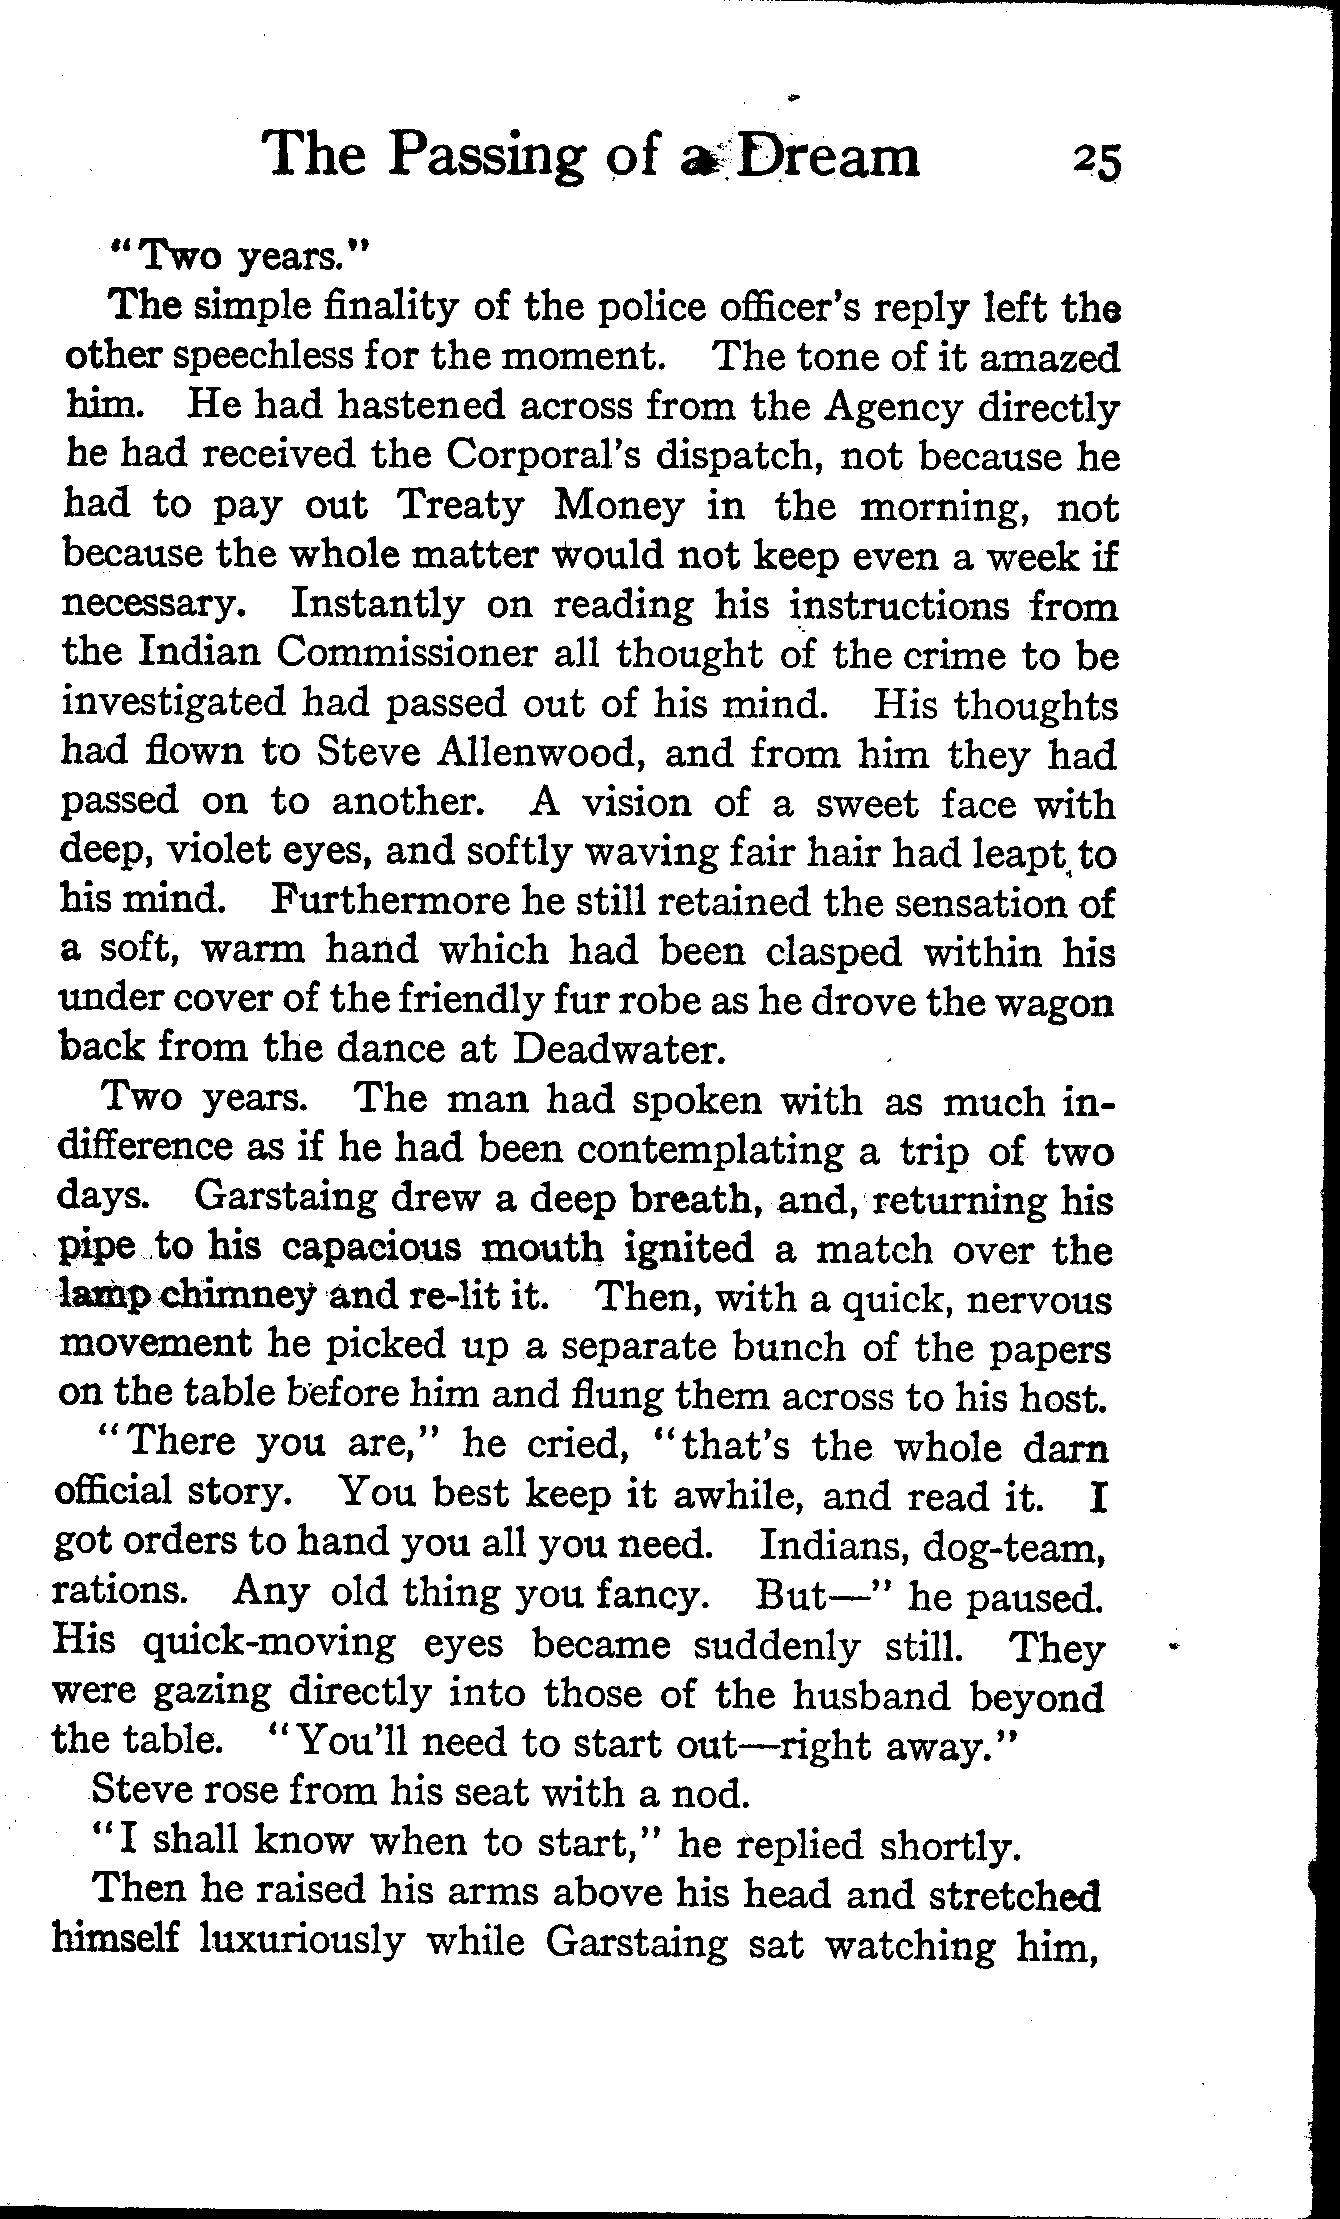 The Passing of a Dream 25
"Two years."
The simple finality of the police officer's reply left the
other speechless for the moment. The tone of it amazed
him. He had hastened across from the Agency directly
he had received the Corporal's dispatch, not because he
had to pay out Treaty Money in the morning, not
because the whole matter would not keep even a week if
necessary. Instantly on reading his instructions from
the Indian Commissioner all thought of the crime to be
investigated had passed out of his mind. His thoughts
had flown to Steve Allenwood, and from him they had
passed on to another. A vision of a sweet face with
deep, violet eyes, and softly waving fair hair had leapt to
his mind. Furthermore he still retained the sensation of
a soft, warm hand which had been clasped within his
under cover of the friendly fur robe as he drove the wagon
back from the dance at Deadwater.
Two years. The man had spoken with as much in-
difference as if he had been contemplating a trip of two
days. Garstaing drew a deep breath, and, returning his
pipe to his capacious mouth ignited a match over the
lamp chimney and re-lit it. Then, with a quick, nervous
movement he picked up a separate bunch of the papers
on the table before him and flung them across to his host.
"There you are," he cried, "that's the whole darn
official story. You best keep it awhile, and read it. I
got orders to hand you all you need. Indians, dog-team,
rations. Any old thing you fancy. But—" he paused.
His quick-moving eyes became suddenly still. They
were gazing directly into those of the husband beyond
the table. "You'll need to start out—right away."
Steve rose from his seat with a nod.
"I shall know when to start," he replied shortly.
Then he raised his arms above his head and stretched
himself luxuriously while Garstaing sat watching him,